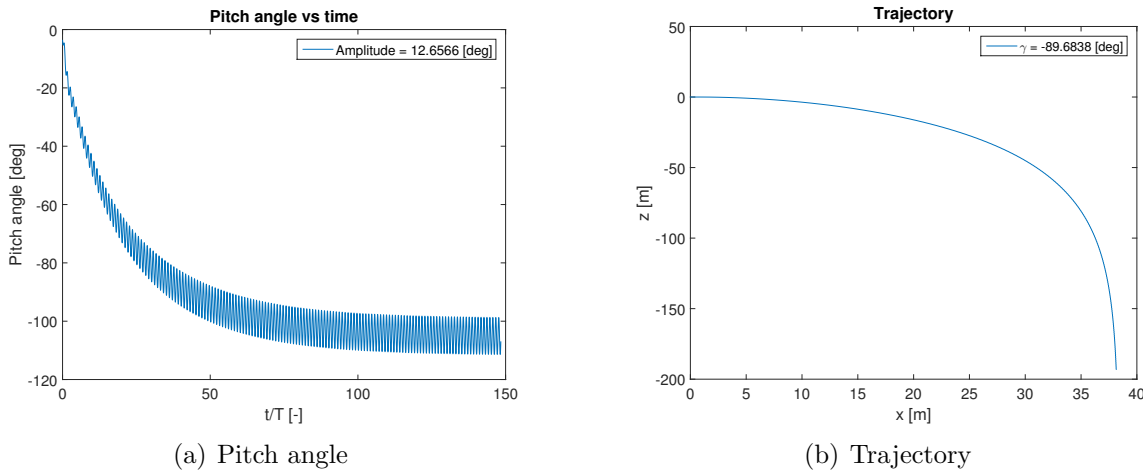 Pitch angle vs time
Amplitude = 12.6566 [deg]
0
-20
-40
-60
-80
-100
-120
Pitch angle [deg]
0
50
100
150
t/T [-]
(a) Pitch angle
Trajectory
γ = -89.6838 [deg]
50
0
-50
-100
-150
-200
z [m]
0
5
10
15
20
25
30
35
40
x [m]
(b) Trajectory